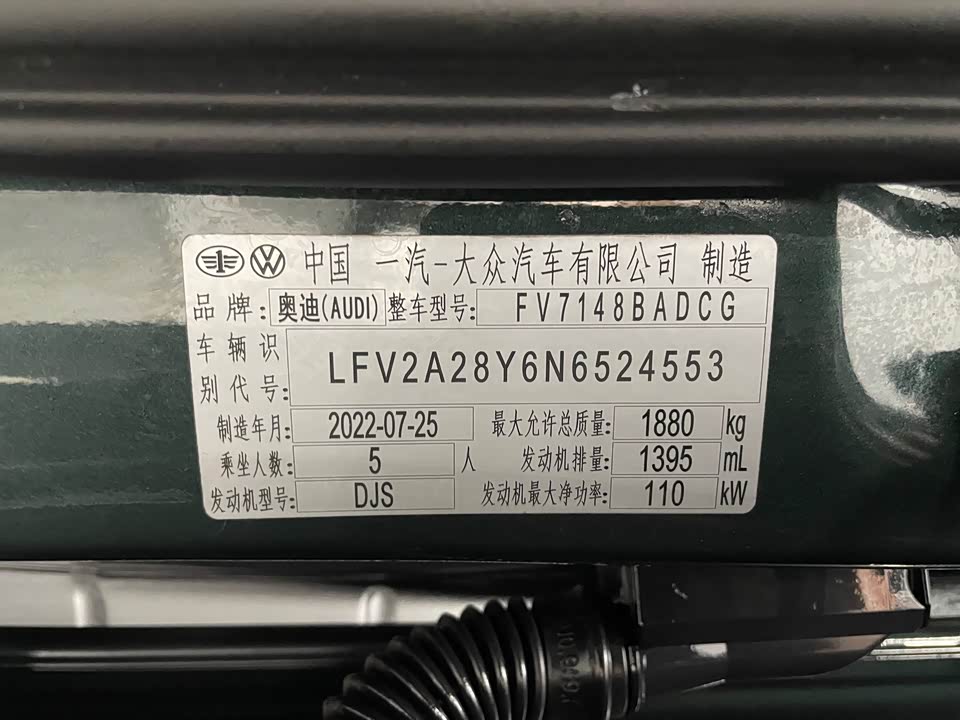 中国 一汽-大众汽车有限公司 制造
品牌: 奥迪(AUDI) 整车型号: FV7148BADCG
车辆识别代号: LFV2A28Y6N6524553
制造年月: 2022-07-25 最大允许总质量: 1880 kg
乘坐人数: 5 人 发动机排量: 1395 mL
发动机型号: DJS 发动机最大净功率: 110 kW